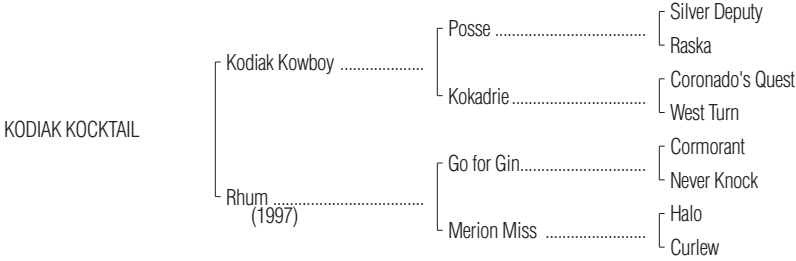 Silver Deputy
Posse ................................
Raska
Kodiak Kowboy ..................
Coronado's Quest
Kokadrie.............................
West Turn
KODIAK KOCKTAIL
Cormorant
Go for Gin...........................
Never Knock
Rhum ................................
(1997)
Halo
Merion Miss .....................
Curlew